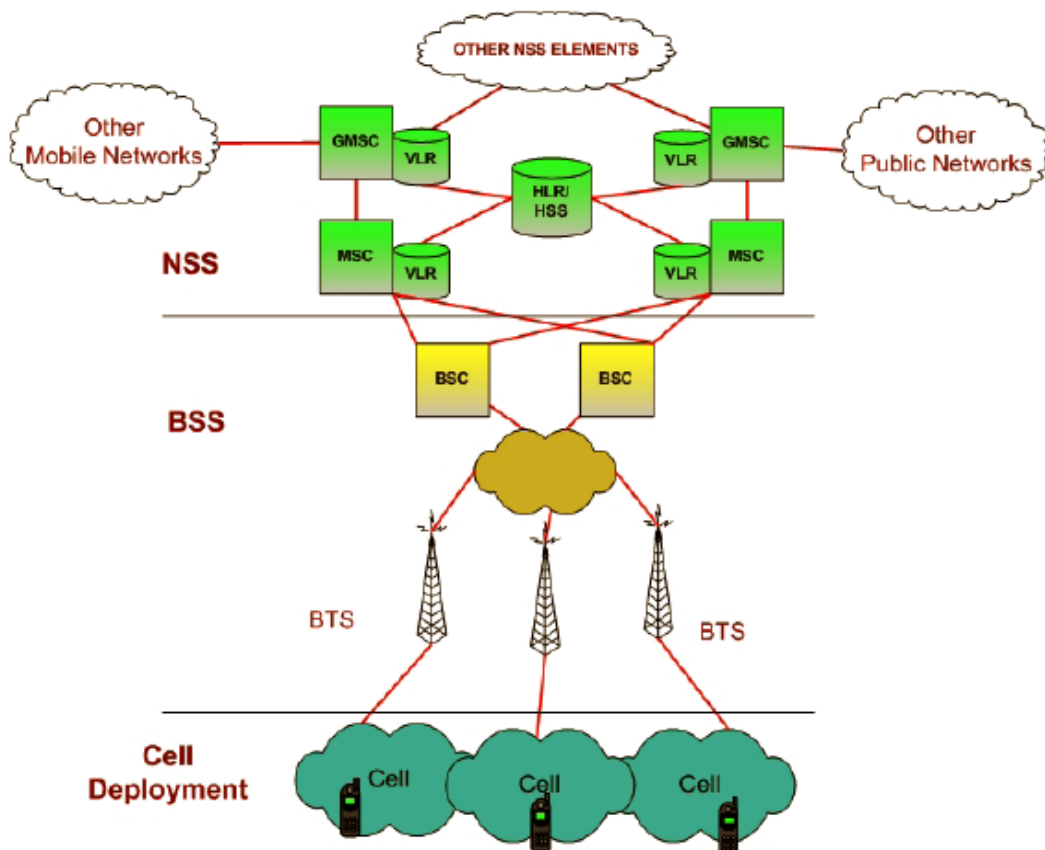 OTHER NSS ELEMENTS
Other
Mobile Networks
GMSC
VLR
VLR
GMSC
Other
Public Networks
HLR/
HSS
NSS
MSC
VLR
VLR
MSC
BSS
BSC
BSC
BTS
BTS
Cell
Deployment
Cell
Cell
Cell